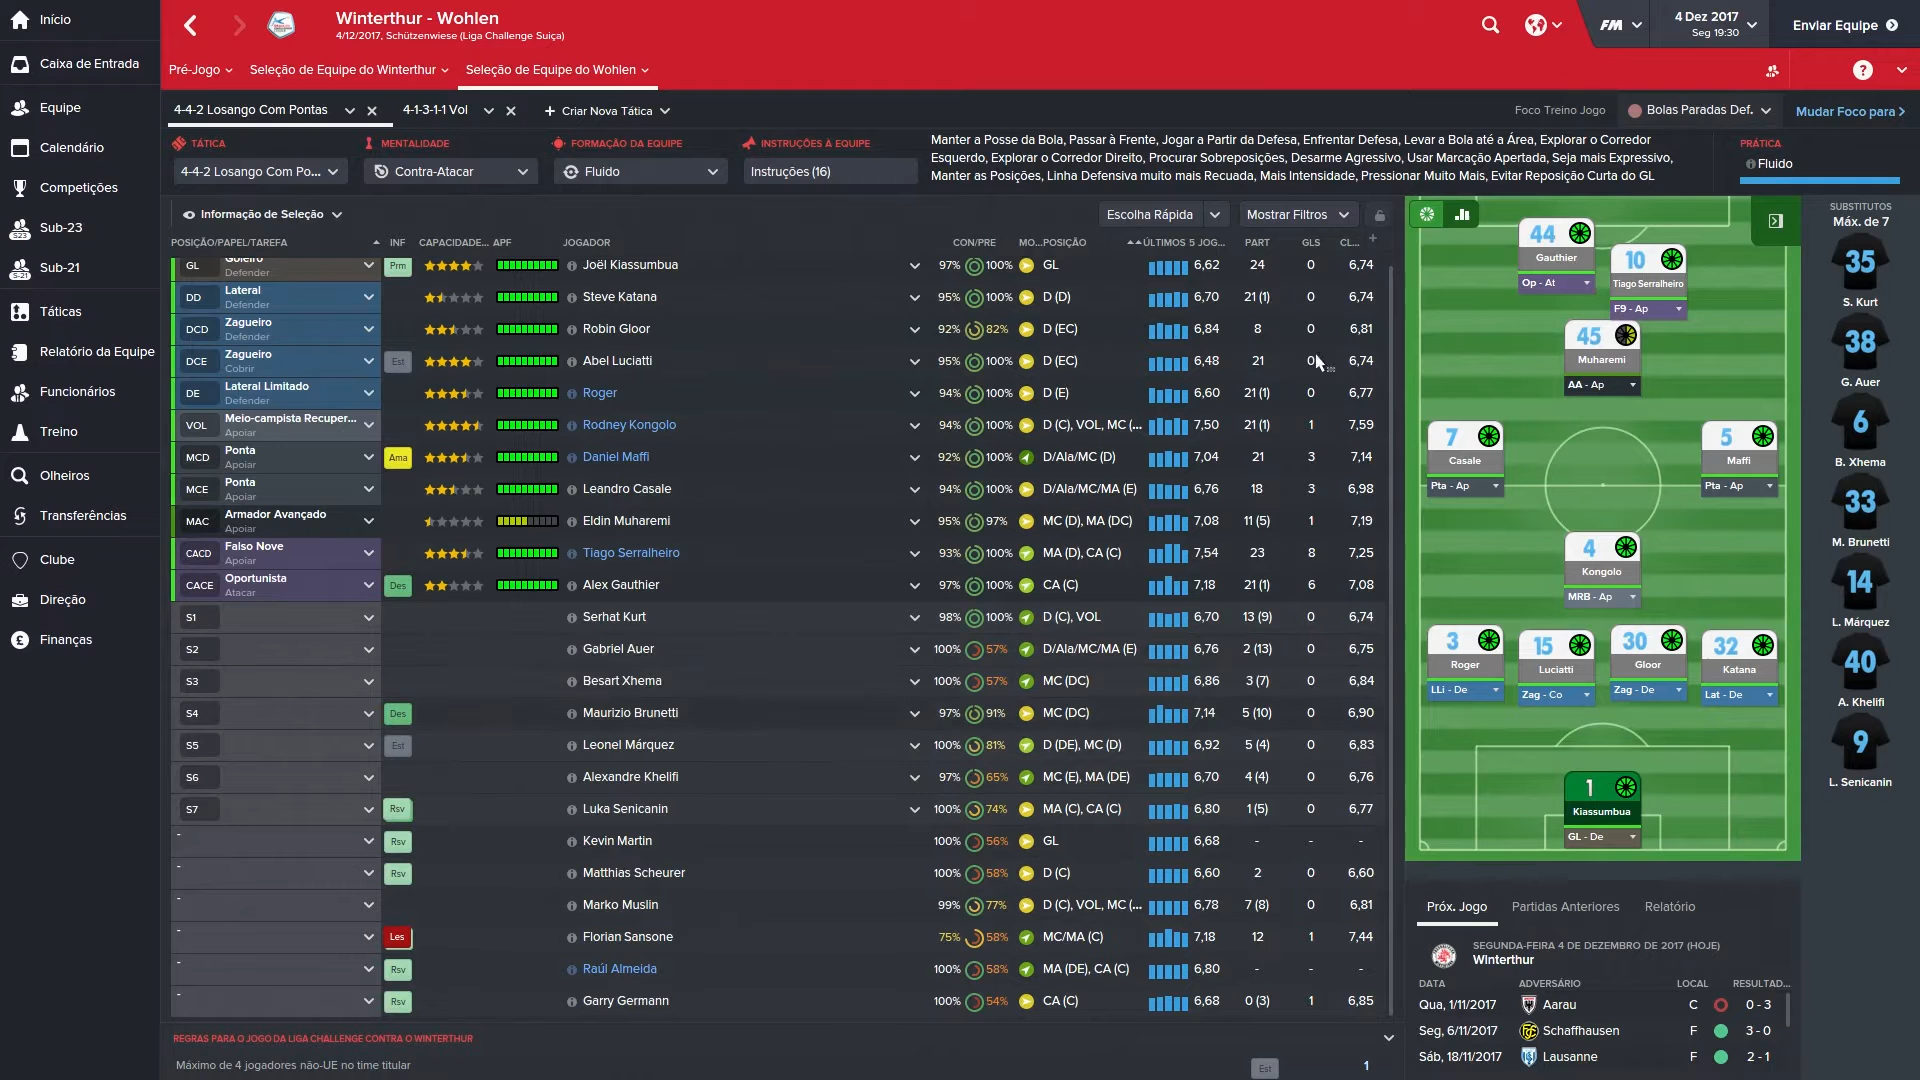 Início
Caixa de Entrada
Equipe
Calendário
Competições
Sub-23
Sub-21
Táticas
Relatório da Equipe
Funcionários
Treino
Olheiros
Transferências
Clube
Direção
Finanças
Winterthur - Wohlen
4/12/2017, Schützenwiese (Liga Challenge Suiça)
FM
4 Dez 2017
Seg 19:30
Enviar Equipe
Pré-Jogo
Seleção de Equipe do Winterthur
Seleção de Equipe do Wohlen
4-4-2 Losango Com Pontas
4-1-3-1-1 Vol
Criar Nova Tática
Foco Treino Jogo
Bolas Paradas Def.
Mudar Foco para >
TÁTICA
MENTALIDADE
FORMAÇÃO DA EQUIPE
INSTRUÇÕES À EQUIPE
4-4-2 Losango Com Po...
Contra-Atacar
Fluido
Instruções (16)
Manter a Posse da Bola, Passar à Frente, Jogar a Partir da Defesa, Enfrentar Defesa, Levar a Bola até a Área, Explorar o Corredor
Esquerdo, Explorar o Corredor Direito, Procurar Sobreposições, Desarme Agressivo, Usar Marcação Apertada, Seja mais Expressivo,
Manter as Posições, Linha Defensiva muito mais Recuada, Mais Intensidade, Pressionar Muito Mais, Evitar Reposição Curta do GL
PRÁTICA
Fluido
Informação de Seleção
Escolha Rápida
Mostrar Filtros
POSIÇÃO/PAPEL/TAREFA INF CAPACIDADE... APF JOGADOR CON/PRE MO... POSIÇÃO ÚLTIMOS 5 JOG... PART GLS CL...
GL Goleiro Defender Prm Joël Kiassumbua 97% 100% GL 6,62 24 0 6,74
DD Lateral Defender Steve Katana 95% 100% D (D) 6,70 21 (1) 0 6,74
DCD Zagueiro Defender Robin Gloor 92% 82% D (EC) 6,84 8 0 6,81
DCE Zagueiro Cobrir Est Abel Luciatti 95% 100% D (EC) 6,48 21 0 6,74
DE Lateral Limitado Defender Roger 94% 100% D (E) 6,60 21 (1) 0 6,77
VOL Meio-campista Recuper... Apoiar Rodney Kongolo 94% 100% D (C), VOL, MC (... 7,50 21 (1) 1 7,59
MCD Ponta Apoiar Ama Daniel Maffi 92% 100% D/Ala/MC (D) 7,04 21 3 7,14
MCE Ponta Apoiar Leandro Casale 94% 100% D/Ala/MC/MA (E) 6,76 18 3 6,98
MAC Armador Avançado Apoiar Eldin Muharemi 95% 97% MC (D), MA (DC) 7,08 11 (5) 1 7,19
CACD Falso Nove Apoiar Tiago Serralheiro 93% 100% MA (D), CA (C) 7,54 23 8 7,25
CACE Oportunista Atacar Des Alex Gauthier 97% 100% CA (C) 7,18 21 (1) 6 7,08
S1 Serhat Kurt 98% 100% D (C), VOL 6,70 13 (9) 0 6,74
S2 Gabriel Auer 100% 57% D/Ala/MC/MA (E) 6,76 2 (13) 0 6,75
S3 Besart Xhema 100% 57% MC (DC) 6,86 3 (7) 0 6,84
S4 Des Maurizio Brunetti 97% 91% MC (DC) 7,14 5 (10) 0 6,90
S5 Est Leonel Márquez 100% 81% D (DE), MC (D) 6,92 5 (4) 0 6,83
S6 Alexandre Khelifi 97% 65% MC (E), MA (DE) 6,70 4 (4) 0 6,76
S7 Rsv Luka Senicanin 100% 74% MA (C), CA (C) 6,80 1 (5) 0 6,77
- Rsv Kevin Martin 100% 56% GL 6,68 - - -
- Rsv Matthias Scheurer 100% 58% D (C) 6,60 2 0 6,60
- Marko Muslin 99% 77% D (C), VOL, MC (... 6,78 7 (8) 0 6,81
- Les Florian Sansone 75% 58% MC/MA (C) 7,18 12 1 7,44
- Rsv Raúl Almeida 100% 58% MA (DE), CA (C) 6,80 - - -
- Rsv Garry Germann 100% 54% CA (C) 6,68 0 (3) 1 6,85
REGRAS PARA O JOGO DA LIGA CHALLENGE CONTRA O WINTERTHUR
Máximo de 4 jogadores não-UE no time titular Est 1
44
Gauthier
Op - At
10
Tiago Serralheiro
F9 - Ap
45
Muharemi
AA - Ap
7
Casale
Pta - Ap
5
Maffi
Pta - Ap
4
Kongolo
MRB - Ap
3
Roger
LLi - De
15
Luciatti
Zag - Co
30
Gloor
Zag - De
32
Katana
Lat - De
1
Kiassumbua
GL - De
SUBSTITUTOS
Máx. de 7
35
S. Kurt
38
G. Auer
6
B. Xhema
33
M. Brunetti
14
L. Márquez
40
A. Khelifi
9
L. Senicanin
Próx. Jogo
Partidas Anteriores
Relatório
SEGUNDA-FEIRA 4 DE DEZEMBRO DE 2017 (HOJE)
Winterthur
DATA ADVERSÁRIO LOCAL RESULTAD...
Qua, 1/11/2017 Aarau C 0 - 3
Seg, 6/11/2017 Schaffhausen F 3 - 0
Sáb, 18/11/2017 Lausanne F 2 - 1